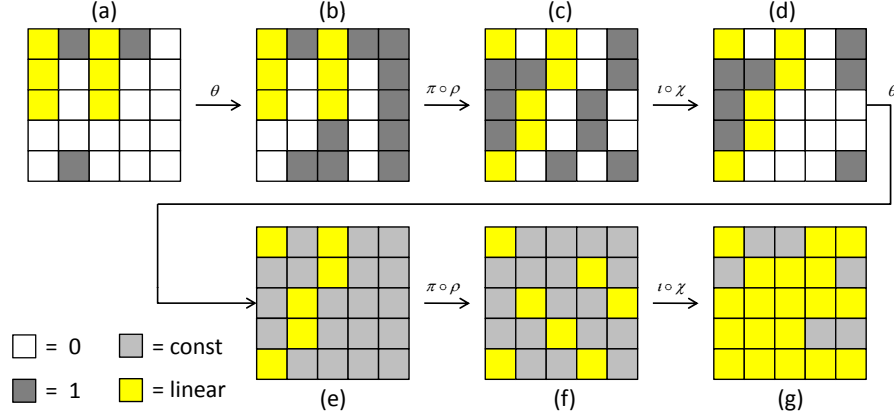 (a) (b) (c) (d)
θ π ∘ ρ ι ∘ χ θ
π ∘ ρ ι ∘ χ
= 0 = const
= 1 = linear
(e) (f) (g)